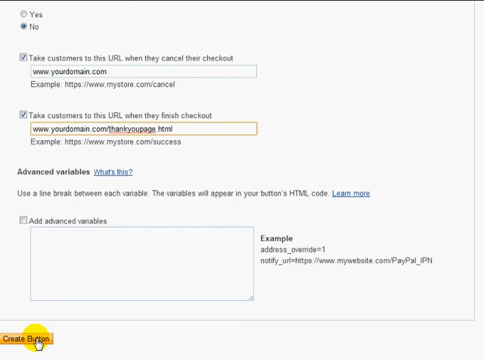 Yes
No
Take customers to this URL when they cancel their checkout
www.yourdomain.com
Example: https://www.mystore.com/cancel
Take customers to this URL when they finish checkout
www.yourdomain.com/thankyoupage.html
Example: https://www.mystore.com/success
Advanced variables What's this?
Use a line break between each variable. The variables will appear in your button's HTML code. Learn more
Add advanced variables
Example
address_override=1
notify_url=https://www.mywebsite.com/PayPal_IPN
Create Button